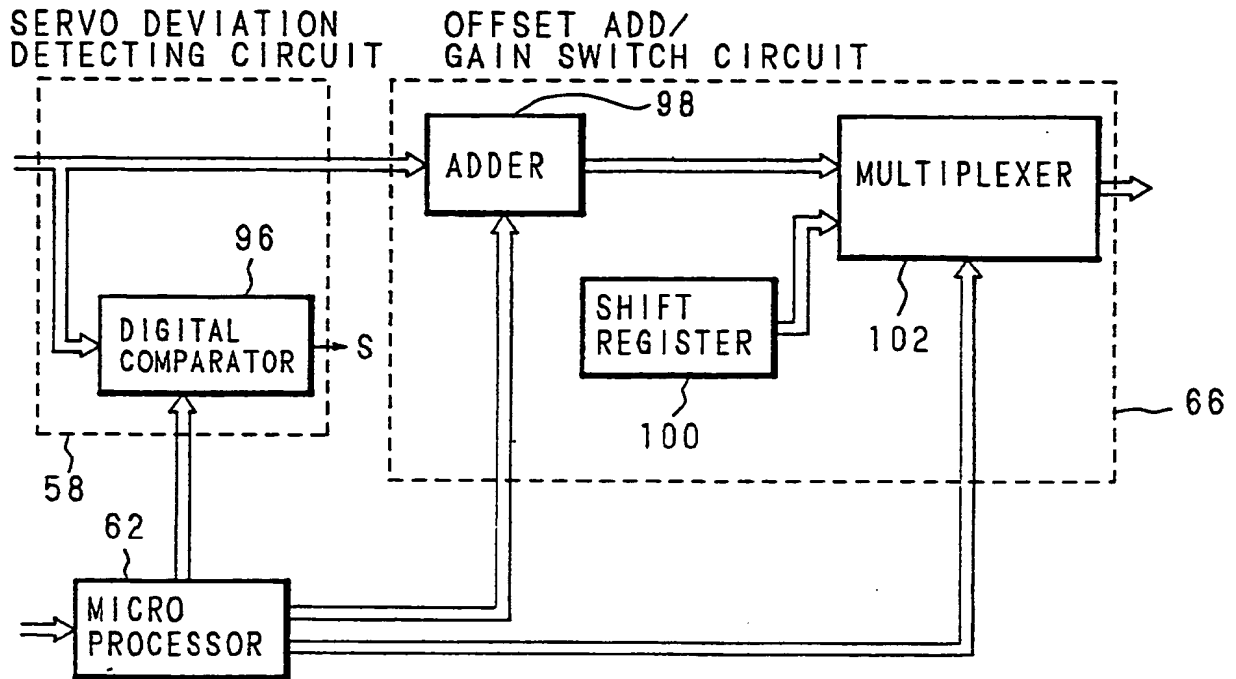 SERVO DEVIATION
DETECTING CIRCUIT
OFFSET ADD/
GAIN SWITCH CIRCUIT
98
ADDER
MULTIPLEXER
96
DIGITAL
COMPARATOR
S
SHIFT
REGISTER
102
100
66
58
62
MICRO
PROCESSOR